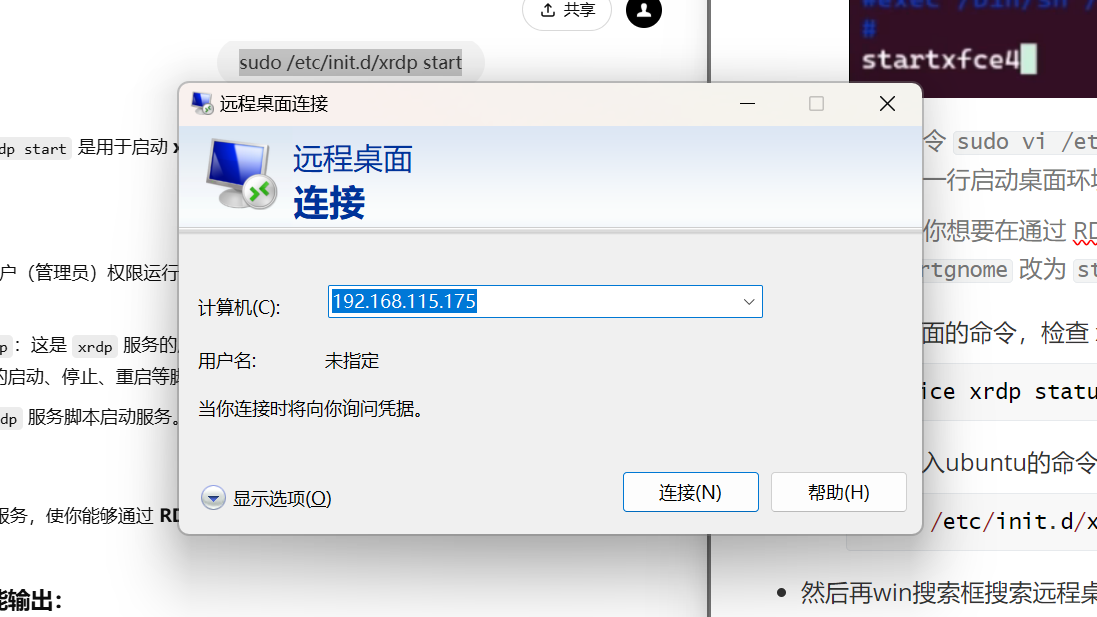 共享
sudo /etc/init.d/xrdp start
dp start 是用于启动
户（管理员）权限运行
p：这是 xrdp 服务的
的启动、停止、重启等脚
dp 服务脚本启动服务。
服务，使你能够通过 RD
能输出：
远程桌面连接
远程桌面
连接
计算机(C):
192.168.115.175
用户名:
未指定
当你连接时将向你询问凭据。
显示选项(O)
连接(N)
帮助(H)
#exec /bin/sh /
#
startxfce4
令 sudo vi /et
一行启动桌面环境
你想要在通过 RD
rtgnome 改为 st
面的命令，检查
ice xrdp statu
入ubuntu的命令
/etc/init.d/x
然后再win搜索框搜索远程桌